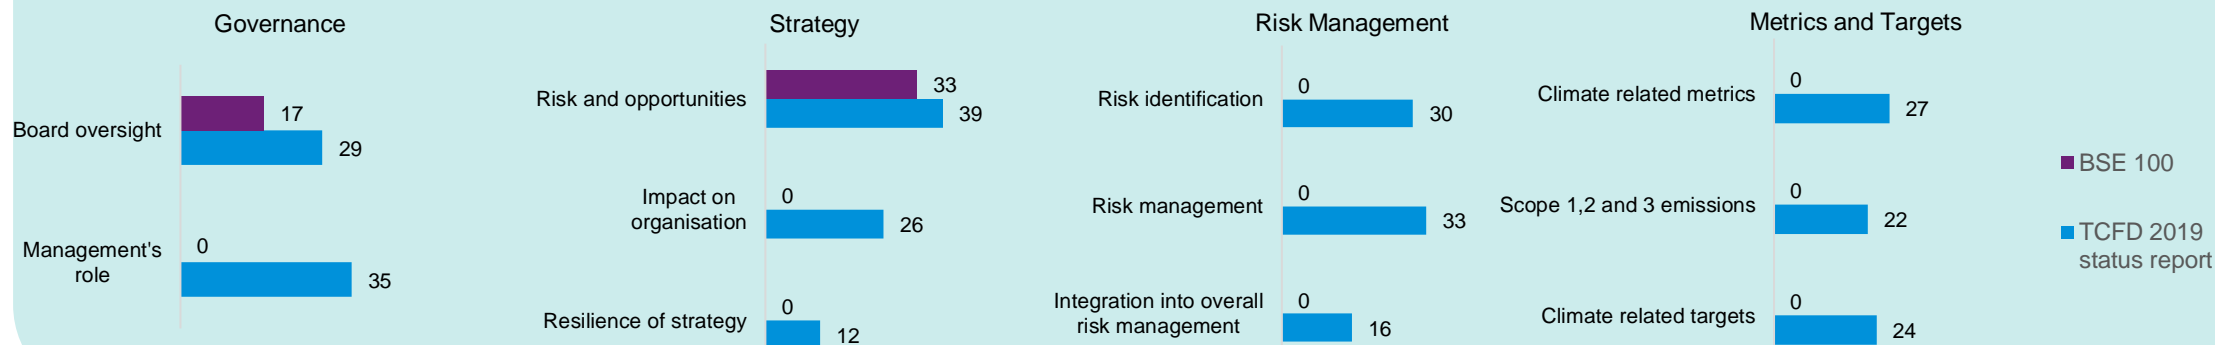 Governance
Board oversight
17
29
Management's
role
0
35
Strategy
Risk and opportunities
33
39
Impact on
organisation
0
26
Resilience of strategy
0
12
Risk Management
Risk identification
0
30
Risk management
0
33
Integration into overall
risk management
0
16
Metrics and Targets
Climate related metrics
0
27
Scope 1,2 and 3 emissions
0
22
Climate related targets
0
24
BSE 100
TCFD 2019
status report